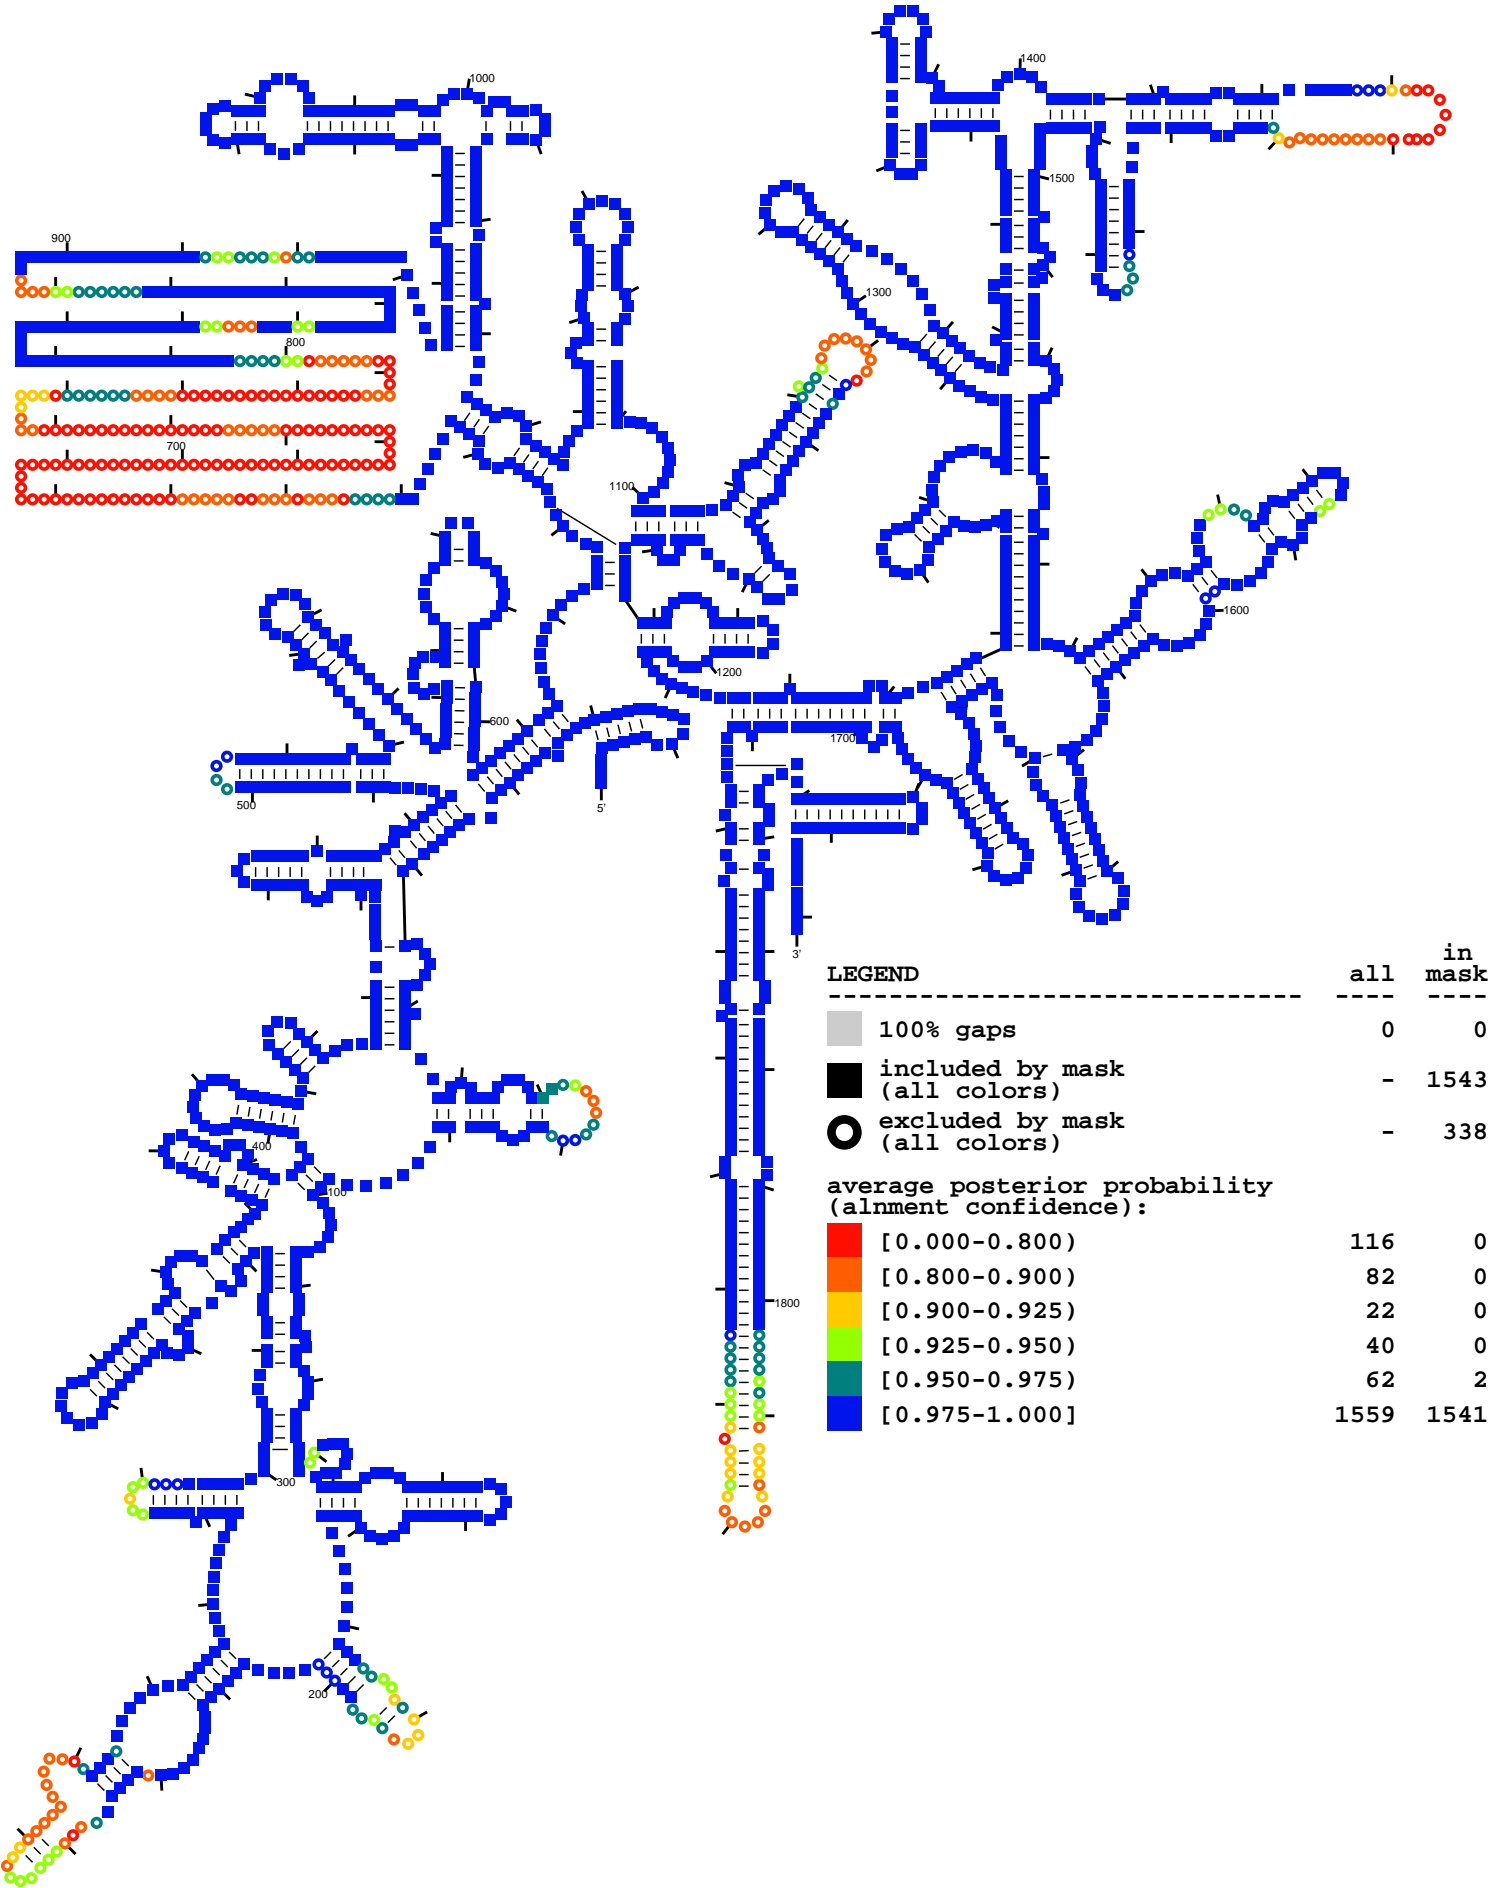 1000
1400
1500
900
1300
800
700
1100
1600
1200
600
1700
500
5'
3'
400
100
1800
300
200
in
LEGEND all mask
------------------------------- ---- ----
100% gaps 0 0
included by mask
(all colors) - 1543
excluded by mask
(all colors) - 338
average posterior probability
(alnment confidence):
[0.000-0.800) 116 0
[0.800-0.900) 82 0
[0.900-0.925) 22 0
[0.925-0.950) 40 0
[0.950-0.975) 62 2
[0.975-1.000] 1559 1541